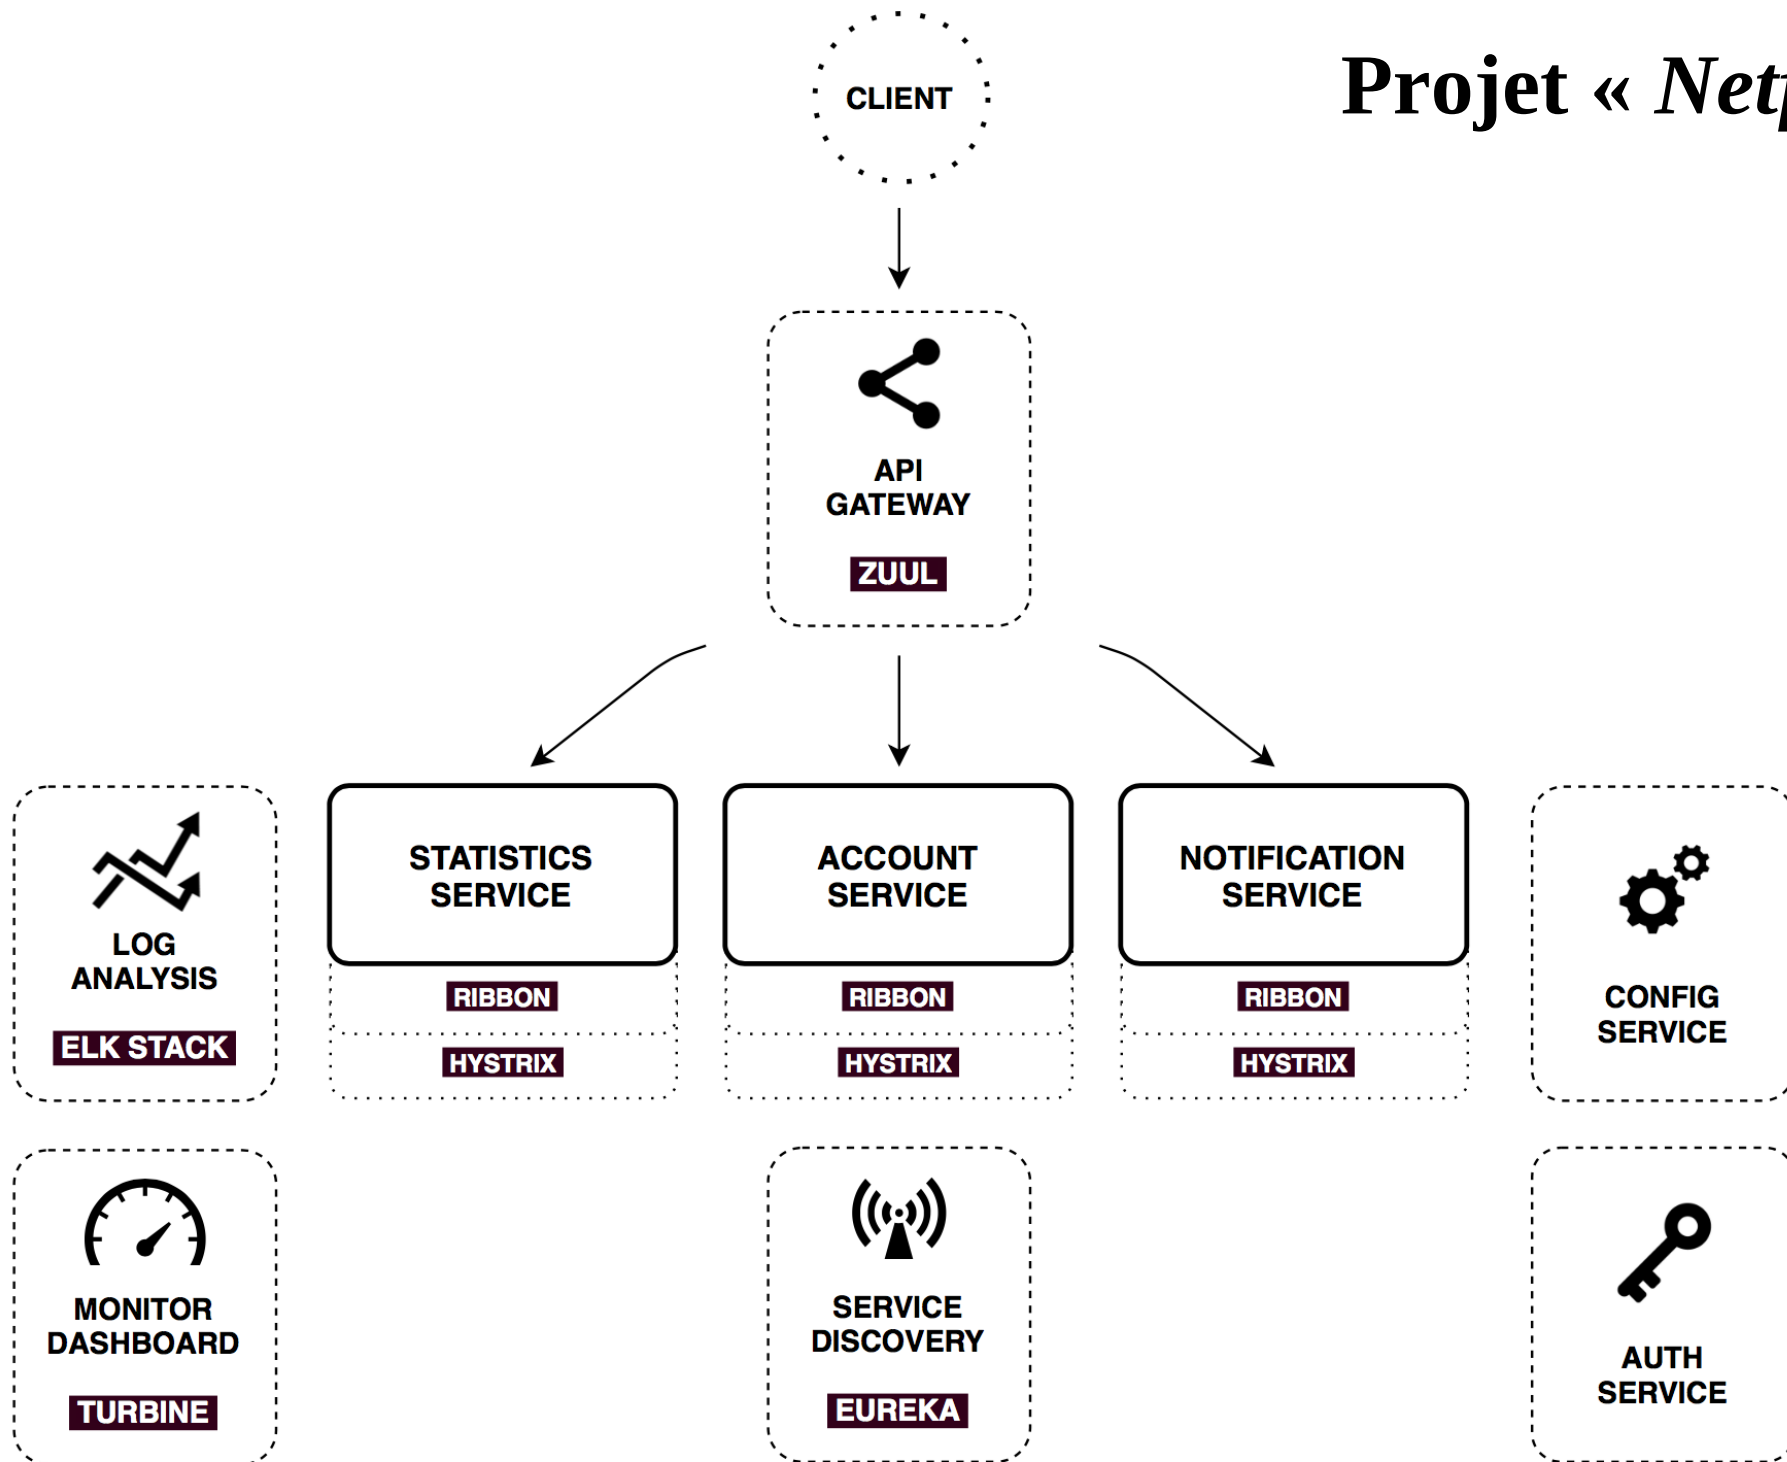 Projet «
CLIENT
API
GATEWAY
ZUUL
STATISTICS
SERVICE
RIBBON
HYSTRIX
ACCOUNT
SERVICE
RIBBON
HYSTRIX
NOTIFICATION
SERVICE
RIBBON
HYSTRIX
LOG
ANALYSIS
ELK STACK
CONFIG
SERVICE
MONITOR
DASHBOARD
TURBINE
SERVICE
DISCOVERY
EUREKA
AUTH
SERVICE